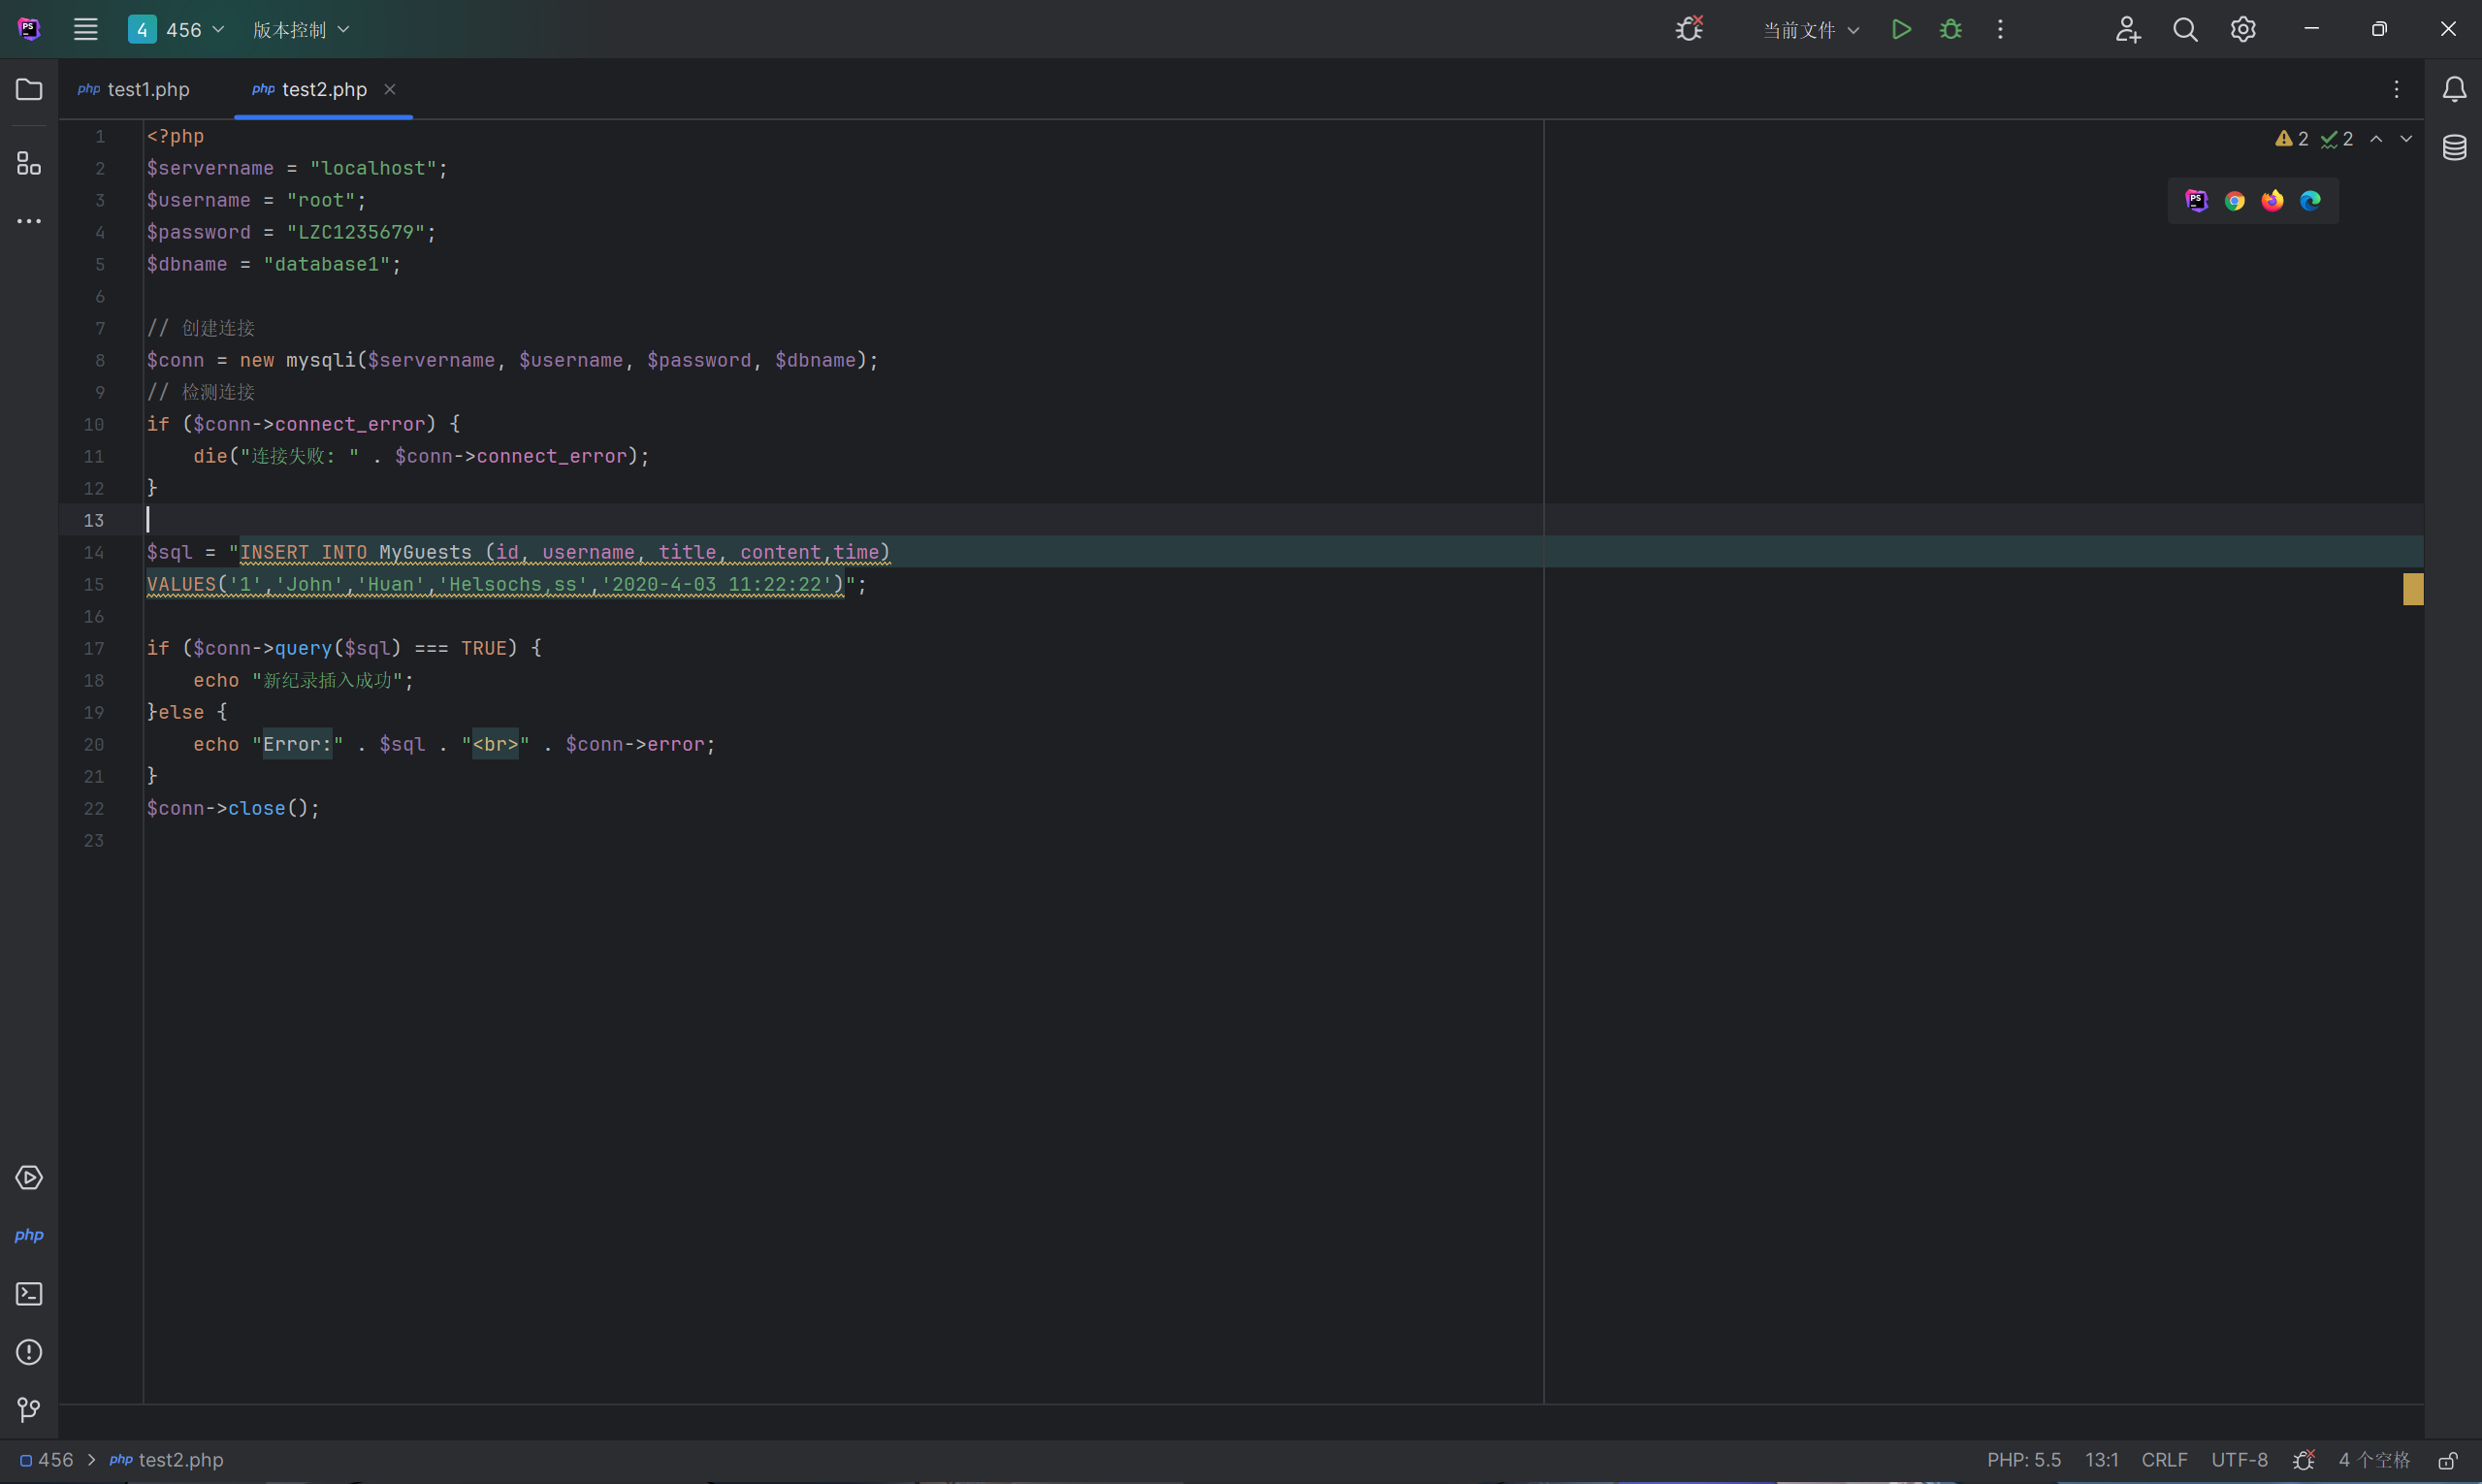 4 456 版本控制 当前文件
php test1.php php test2.php
2 2
1 <?php
2 $servername = "localhost";
3 $username = "root";
4 $password = "LZC1235679";
5 $dbname = "database1";
6
7 // 创建连接
8 $conn = new mysqli($servername, $username, $password, $dbname);
9 // 检测连接
10 if ($conn->connect_error) {
11 die("连接失败: " . $conn->connect_error);
12 }
13
14 $sql = "INSERT INTO MyGuests (id, username, title, content,time)
15 VALUES('1','John','Huan','Helsochs,ss','2020-4-03 11:22:22')";
16
17 if ($conn->query($sql) === TRUE) {
18 echo "新纪录插入成功";
19 }else {
20 echo "Error:" . $sql . "<br>" . $conn->error;
21 }
22 $conn->close();
23
php
456 php test2.php PHP: 5.5 13:1 CRLF UTF-8 4 个空格